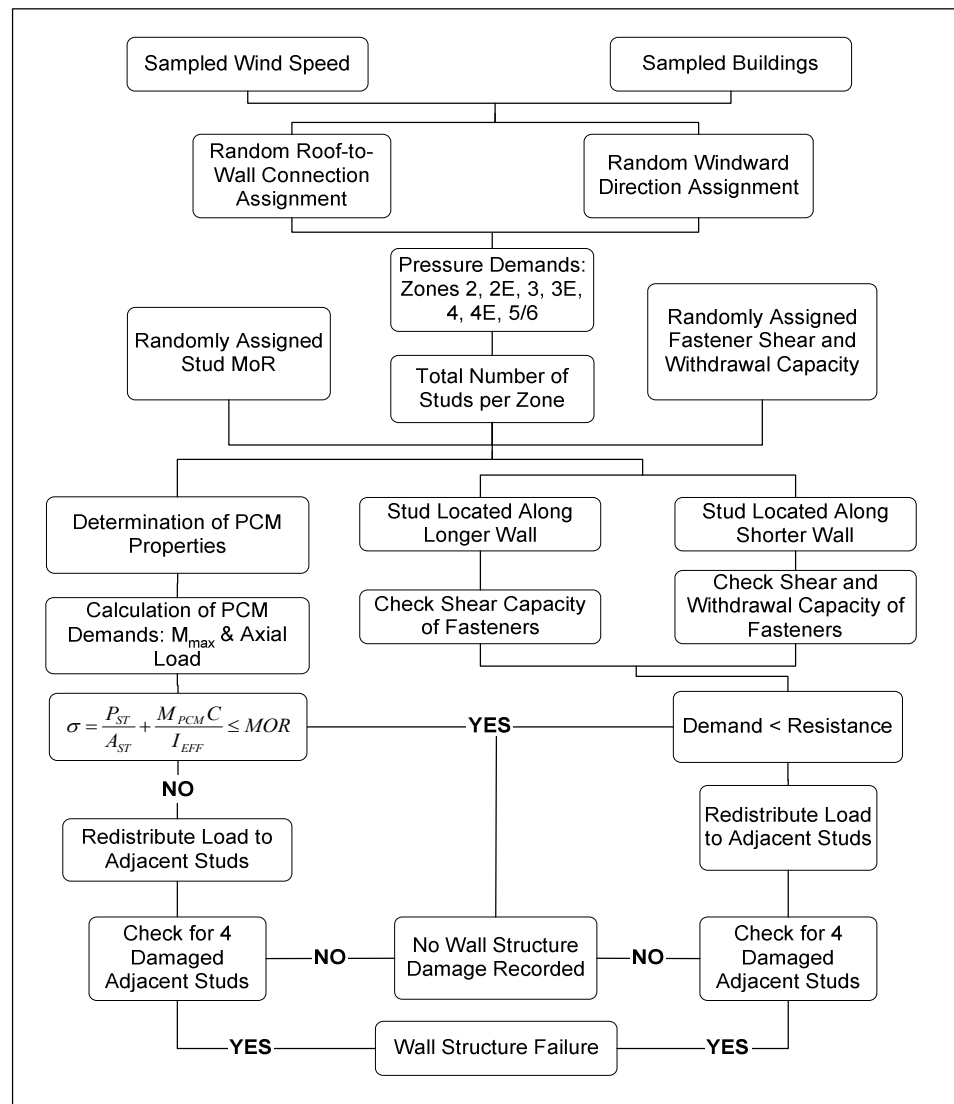 Sampled Wind Speed
Sampled Buildings
Random Roof-to-
Wall Connection
Assignment
Random Windward
Direction Assignment
Pressure Demands:
Zones 2, 2E, 3, 3E,
4, 4E, 5/6
Randomly Assigned
Stud MoR
Randomly Assigned
Fastener Shear and
Withdrawal Capacity
Total Number of
Studs per Zone
Determination of PCM
Properties
Stud Located Along
Longer Wall
Stud Located Along
Shorter Wall
Calculation of PCM
Demands: M_max & Axial
Load
Check Shear Capacity
of Fasteners
Check Shear and
Withdrawal Capacity of
Fasteners
σ = P_ST / A_ST + M_PCM C / I_EFF ≤ MOR
YES
Demand < Resistance
NO
Redistribute Load to
Adjacent Studs
Redistribute Load
to Adjacent Studs
Check for 4
Damaged
Adjacent Studs
NO
No Wall Structure
Damage Recorded
NO
Check for 4
Damaged
Adjacent Studs
YES
Wall Structure Failure
YES